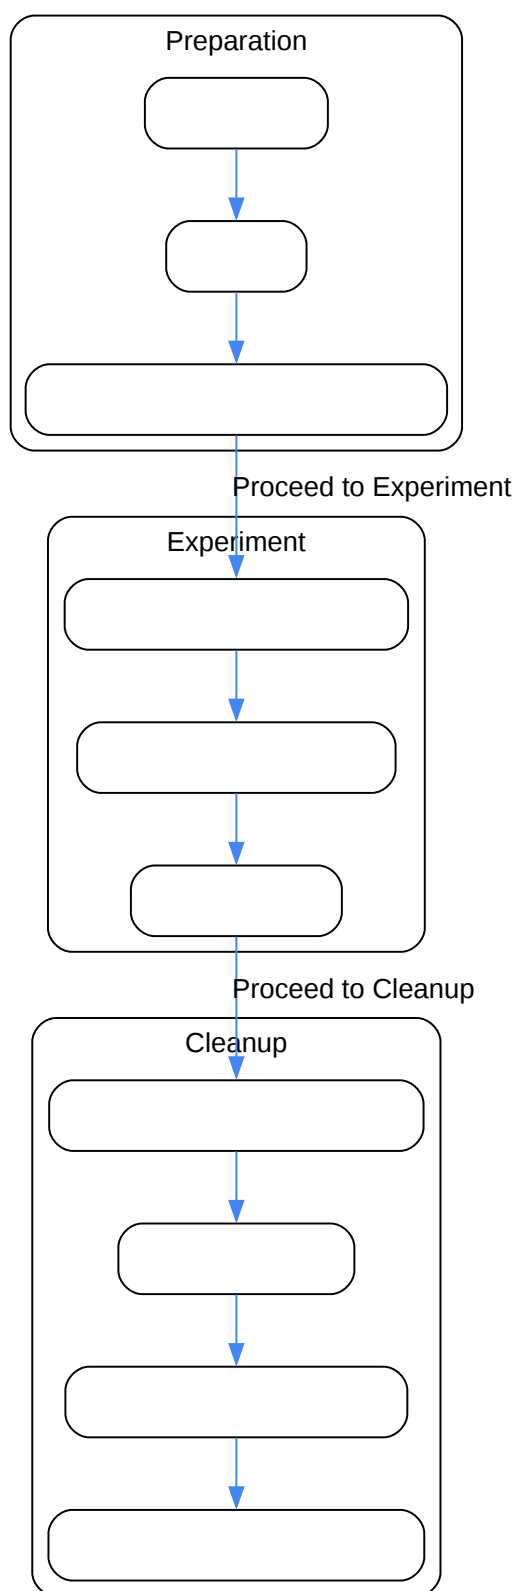 Preparation
Proceed to Experiment
Experiment
Proceed to Cleanup
Cleanup